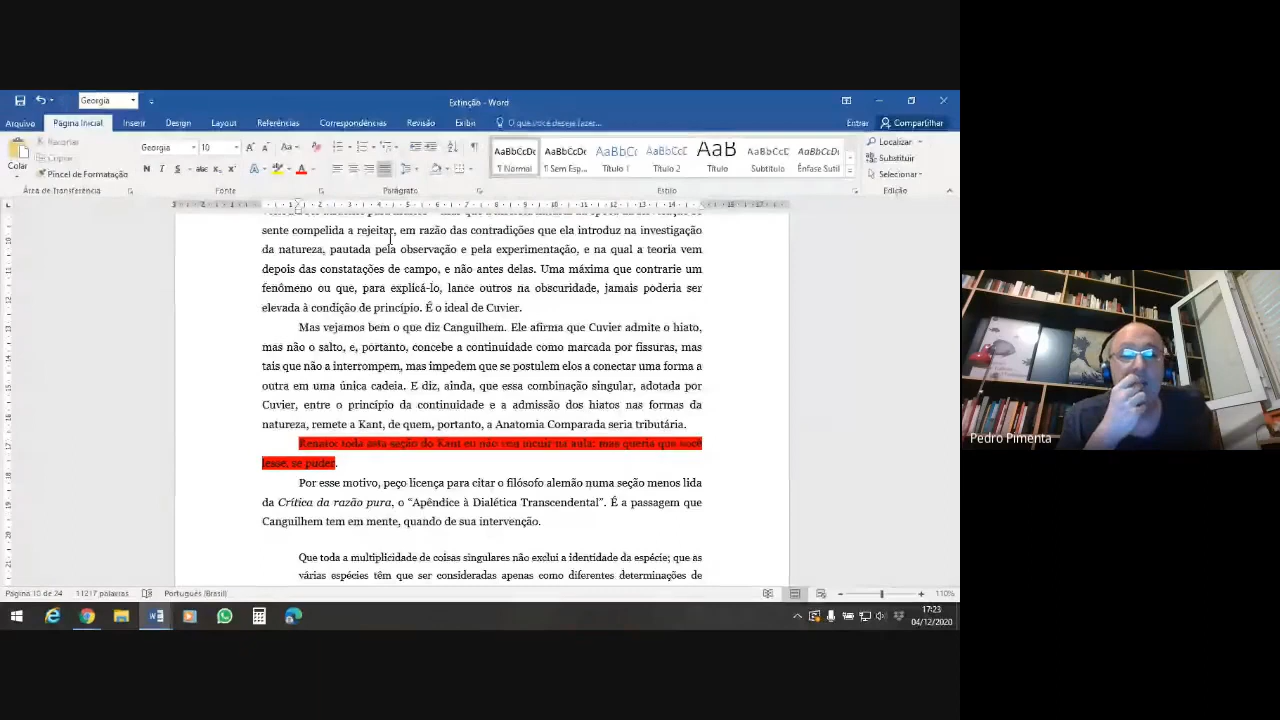 Georgia
Extinção - Word
Arquivo Página Inicial Inserir Design Layout Referências Correspondências Revisão Exibir O que você deseja fazer... Entrar Compartilhar
Colar
Recortar
Copiar
Pincel de Formatação
Área de Transferência
Georgia 10
Fonte
Parágrafo
AaBbCcDc AaBbCcDc AaBbCc AaBbCcDc AaB AaBbCcDc AaBbCcDc
¶ Normal ¶ Sem Esp... Título 1 Título 2 Título Subtítulo Ênfase Sutil
Estilo
Localizar
Substituir
Selecionar
Edição
sente compelida a rejeitar, em razão das contradições que ela introduz na investigação
da natureza, pautada pela observação e pela experimentação, e na qual a teoria vem
depois das constatações de campo, e não antes delas. Uma máxima que contrarie um
fenômeno ou que, para explicá-lo, lance outros na obscuridade, jamais poderia ser
elevada à condição de princípio. É o ideal de Cuvier.
Mas vejamos bem o que diz Canguilhem. Ele afirma que Cuvier admite o hiato,
mas não o salto, e, portanto, concebe a continuidade como marcada por fissuras, mas
tais que não a interrompem, mas impedem que se postulem elos a conectar uma forma a
outra em uma única cadeia. E diz, ainda, que essa combinação singular, adotada por
Cuvier, entre o princípio da continuidade e a admissão dos hiatos nas formas da
natureza, remete a Kant, de quem, portanto, a Anatomia Comparada seria tributária.
Renato: toda esta seção do Kant eu não vou na aula; mas queria que você
lesse, se puder.
Por esse motivo, peço licença para citar o filósofo alemão numa seção menos lida
da Crítica da razão pura, o “Apêndice à Dialética Transcendental”. É a passagem que
Canguilhem tem em mente, quando de sua intervenção.
Que toda a multiplicidade de coisas singulares não exclui a identidade da espécie; que as
várias espécies têm que ser consideradas apenas como diferentes determinações de
Página 10 de 24 11217 palavras Português (Brasil) 110%
17:23
04/12/2020
Pedro Pimenta